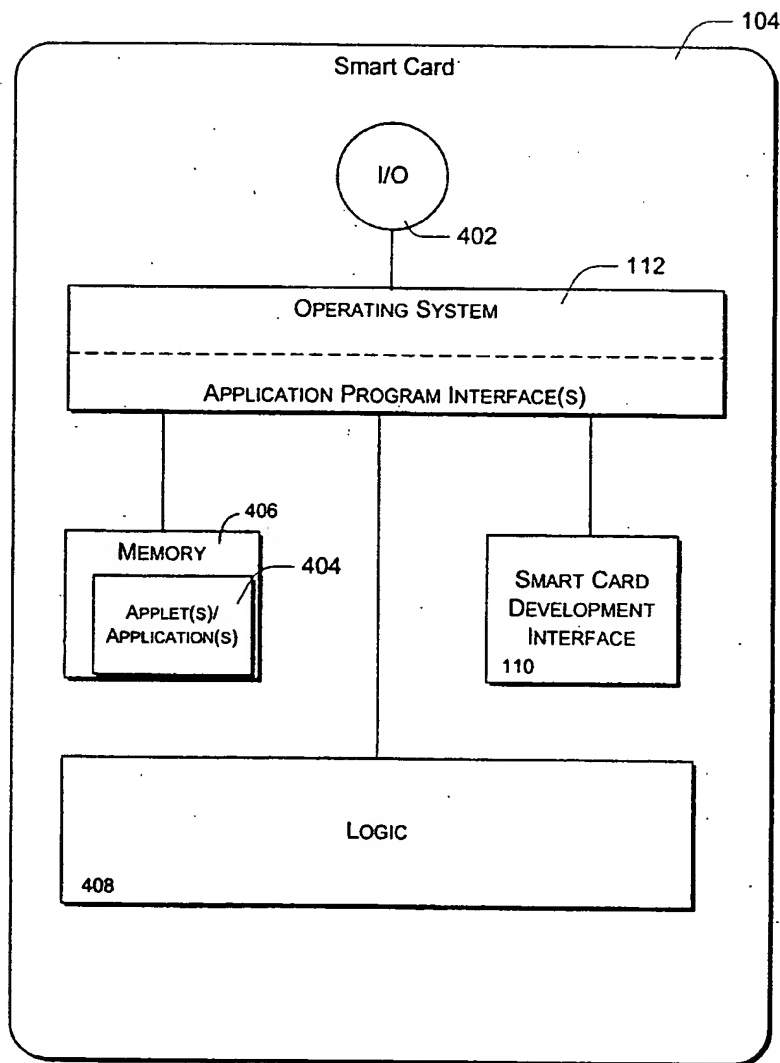 104
Smart Card
I/O
402
112
OPERATING SYSTEM
APPLICATION PROGRAM INTERFACE(S)
406
MEMORY
404
APPLET(S)/
APPLICATION(S)
SMART CARD
DEVELOPMENT
INTERFACE
110
LOGIC
408